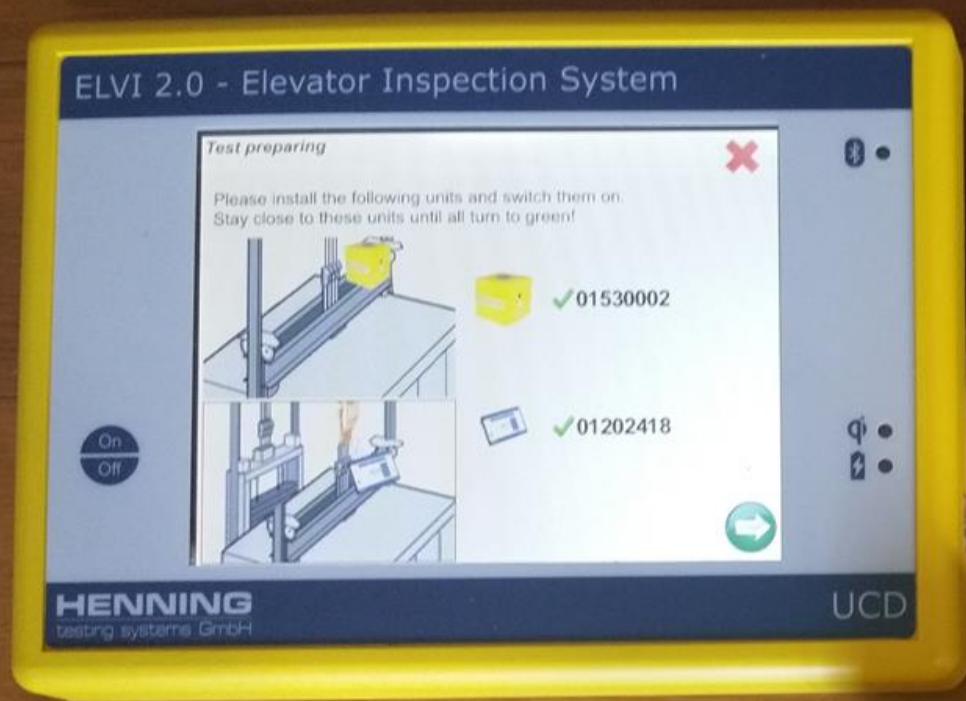 ELVI 2.0 - Elevator Inspection System
Test preparing
Please install the following units and switch them on.
Stay close to these units until all turn to green!
01530002
01202418
On
Off
HENNING
testing systems GmbH
UCD